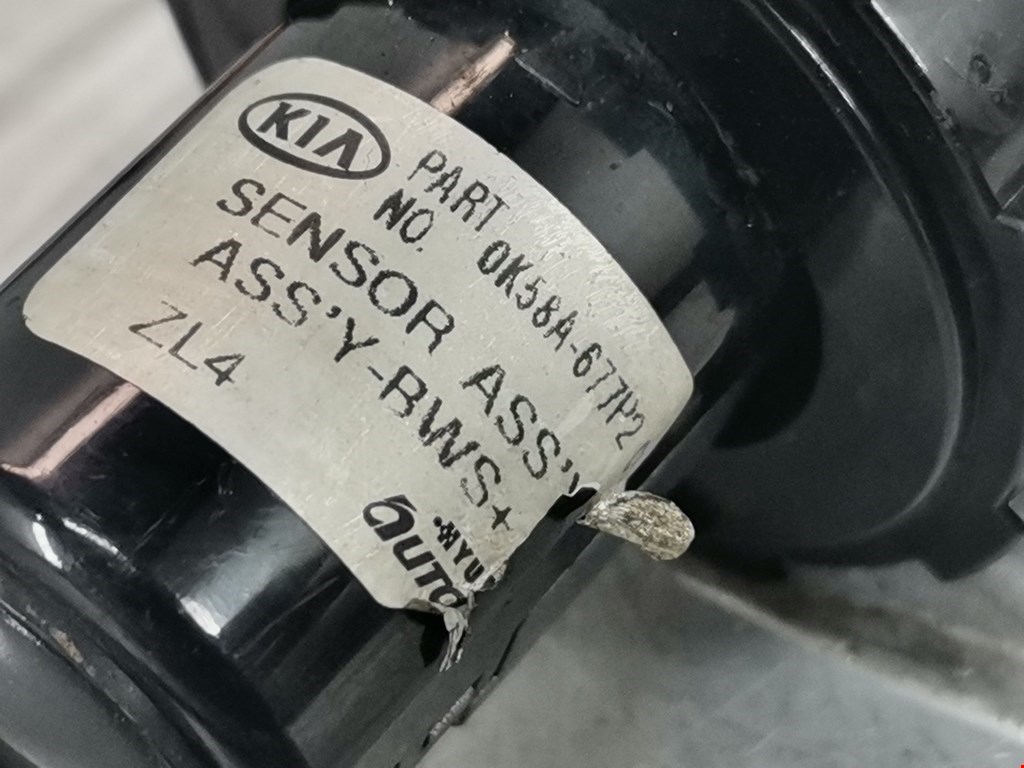 KIA
PART
NO. 0K58A-677P2
SENSOR ASS'Y
ASS'Y-BWS+
ZL4